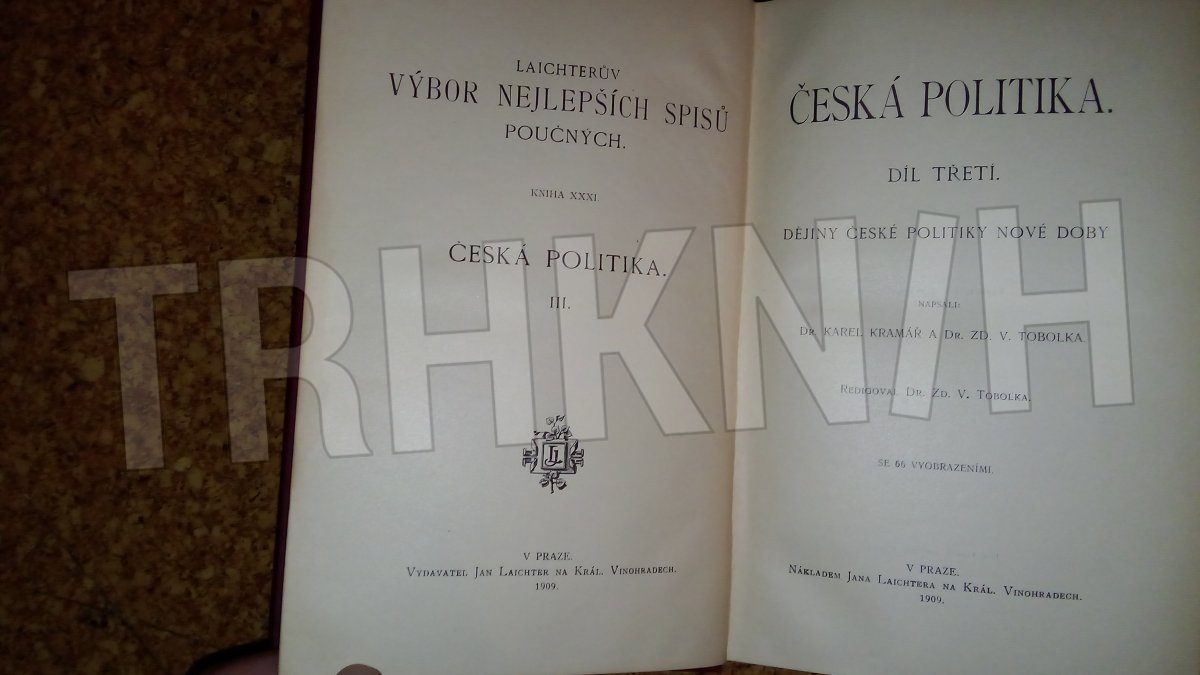 LAICHTERŮV
VÝBOR NEJLEPŠÍCH SPISŮ
POUČNÝCH.
KNIHA XXXI.
ČESKÁ POLITIKA.
III.
JL
V PRAZE.
VYDAVATEL JAN LAICHTER NA KRÁL. VINOHRADECH.
1909.
ČESKÁ POLITIKA.
DÍL TŘETÍ.
DĚJINY ČESKÉ POLITIKY NOVÉ DOBY
NAPSALI:
DR. KAREL KRAMÁŘ A DR. ZD. V. TOBOLKA.
REDIGOVAL DR. ZD. V. TOBOLKA.
SE 66 VYOBRAZENÍMI.
V PRAZE.
NÁKLADEM JANA LAICHTERA NA KRÁL. VINOHRADECH.
1909.
TRHKNIH